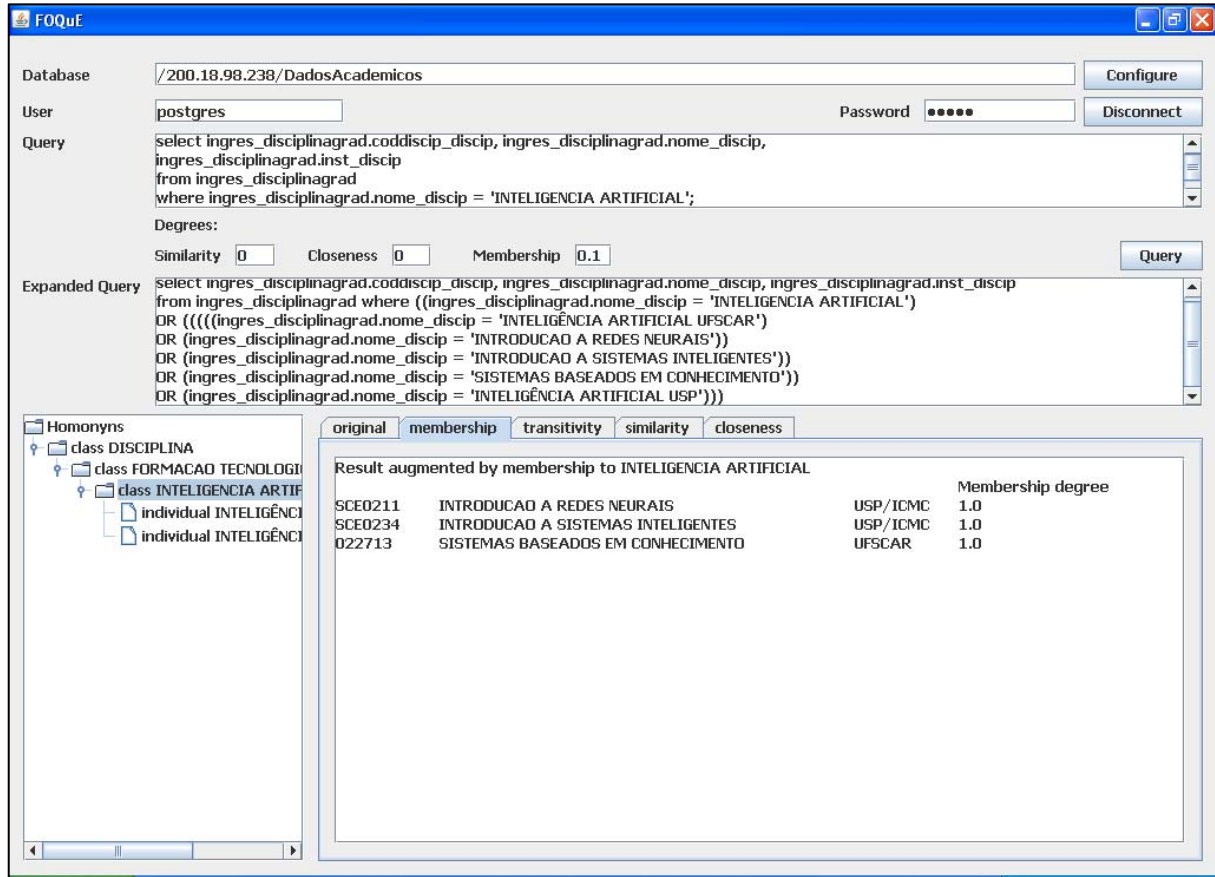 FOQuE
Database /200.18.98.238/DadosAcademicos Configure
User postgres Password ●●●●● Disconnect
Query select ingres_disciplinagrad.coddiscip_discip, ingres_disciplinagrad.nome_discip,
ingres_disciplinagrad.inst_discip
from ingres_disciplinagrad
where ingres_disciplinagrad.nome_discip = 'INTELIGENCIA ARTIFICIAL';
Degrees:
Similarity 0 Closeness 0 Membership 0.1 Query
Expanded Query select ingres_disciplinagrad.coddiscip_discip, ingres_disciplinagrad.nome_discip, ingres_disciplinagrad.inst_discip
from ingres_disciplinagrad where ((ingres_disciplinagrad.nome_discip = 'INTELIGENCIA ARTIFICIAL')
OR (((((ingres_disciplinagrad.nome_discip = 'INTELIGÊNCIA ARTIFICIAL UFSCAR')
OR (ingres_disciplinagrad.nome_discip = 'INTRODUCAO A REDES NEURAIS'))
OR (ingres_disciplinagrad.nome_discip = 'INTRODUCAO A SISTEMAS INTELIGENTES'))
OR (ingres_disciplinagrad.nome_discip = 'SISTEMAS BASEADOS EM CONHECIMENTO'))
OR (ingres_disciplinagrad.nome_discip = 'INTELIGÊNCIA ARTIFICIAL USP')))
Homonyns
class DISCIPLINA
class FORMACAO TECNOLOGI
class INTELIGENCIA ARTIF
individual INTELIGÊNCI
individual INTELIGÊNCI
original membership transitivity similarity closeness
Result augmented by membership to INTELIGENCIA ARTIFICIAL
Membership degree
SCE0211 INTRODUCAO A REDES NEURAIS USP/ICMC 1.0
SCE0234 INTRODUCAO A SISTEMAS INTELIGENTES USP/ICMC 1.0
022713 SISTEMAS BASEADOS EM CONHECIMENTO UFSCAR 1.0